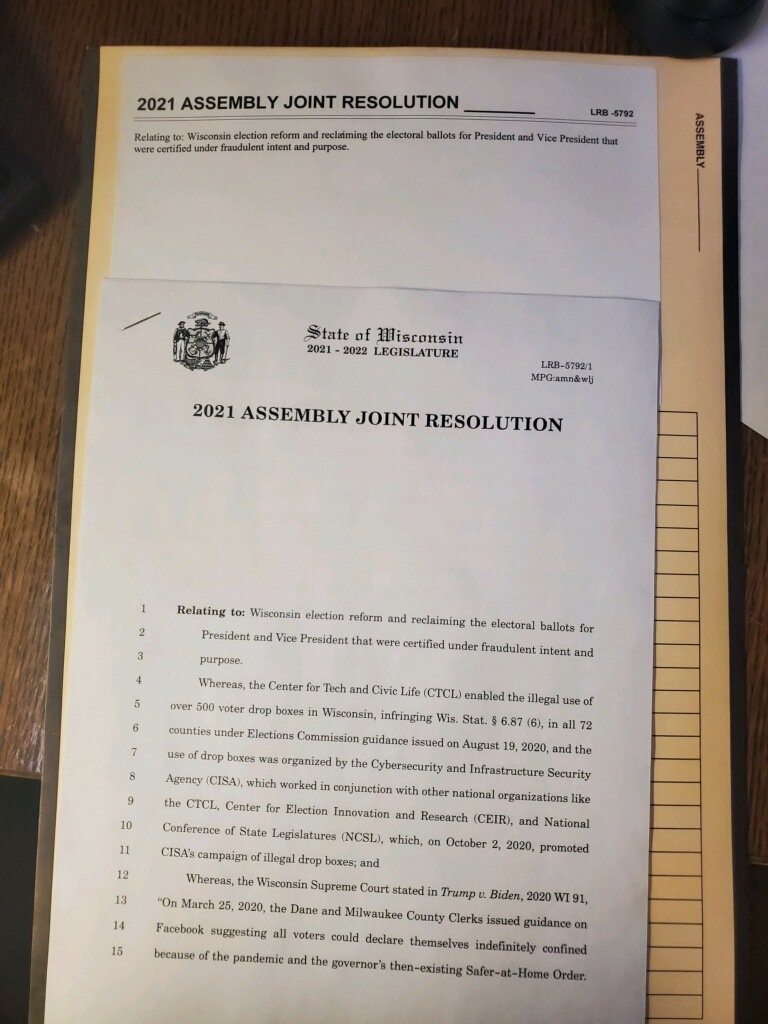 2021 ASSEMBLY JOINT RESOLUTION
LRB -5792
Relating to: Wisconsin election reform and reclaiming the electoral ballots for President and Vice President that
were certified under fraudulent intent and purpose.
ASSEMBLY
State of Wisconsin
2021 - 2022 LEGISLATURE
LRB-5792/1
MPG:amn&wlj
2021 ASSEMBLY JOINT RESOLUTION
1 Relating to: Wisconsin election reform and reclaiming the electoral ballots for
2 President and Vice President that were certified under fraudulent intent and
3 purpose.
4 Whereas, the Center for Tech and Civic Life (CTCL) enabled the illegal use of
5 over 500 voter drop boxes in Wisconsin, infringing Wis. Stat. § 6.87 (6), in all 72
6 counties under Elections Commission guidance issued on August 19, 2020, and the
7 use of drop boxes was organized by the Cybersecurity and Infrastructure Security
8 Agency (CISA), which worked in conjunction with other national organizations like
9 the CTCL, Center for Election Innovation and Research (CEIR), and National
10 Conference of State Legislatures (NCSL), which, on October 2, 2020, promoted
11 CISA's campaign of illegal drop boxes; and
12 Whereas, the Wisconsin Supreme Court stated in Trump v. Biden, 2020 WI 91,
13 "On March 25, 2020, the Dane and Milwaukee County Clerks issued guidance on
14 Facebook suggesting all voters could declare themselves indefinitely confined
15 because of the pandemic and the governor's then-existing Safer-at-Home Order.